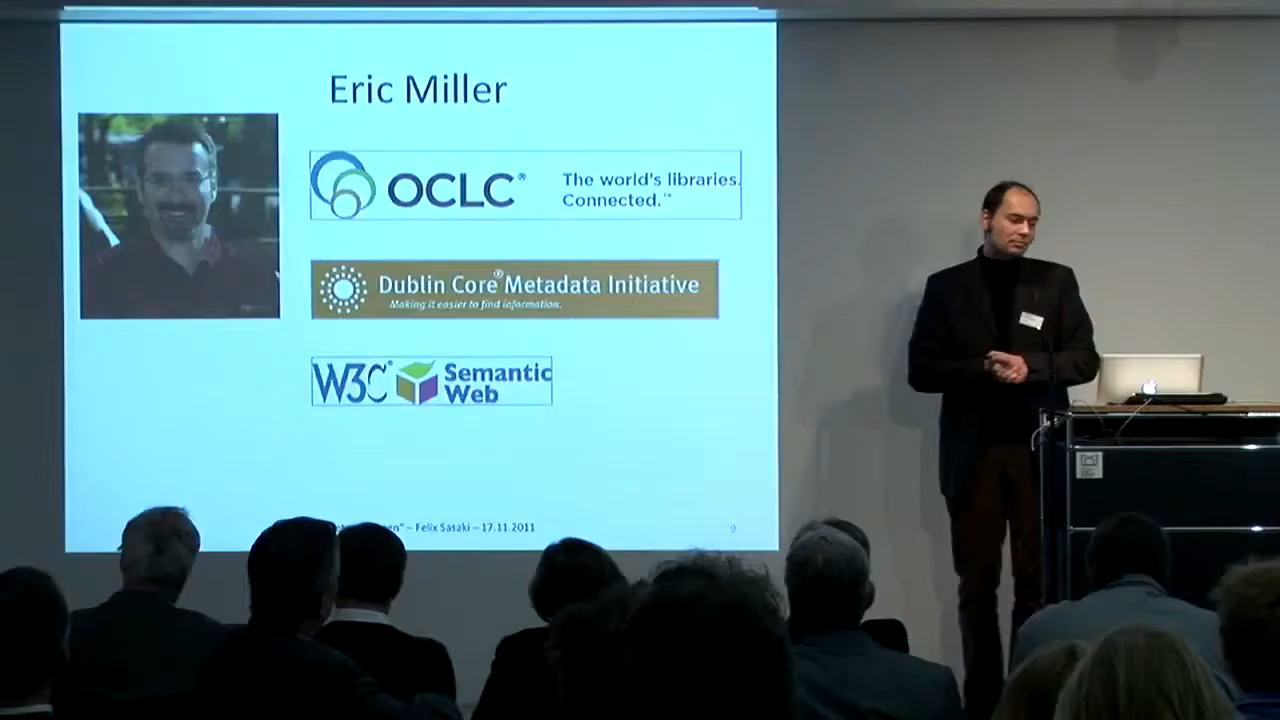 Eric Miller
OCLC®
The world's libraries.
Connected.™
Dublin Core® Metadata Initiative
Making it easier to find information.
W3C® Semantic
Web
– Felix Sasaki – 17.11.2011
9